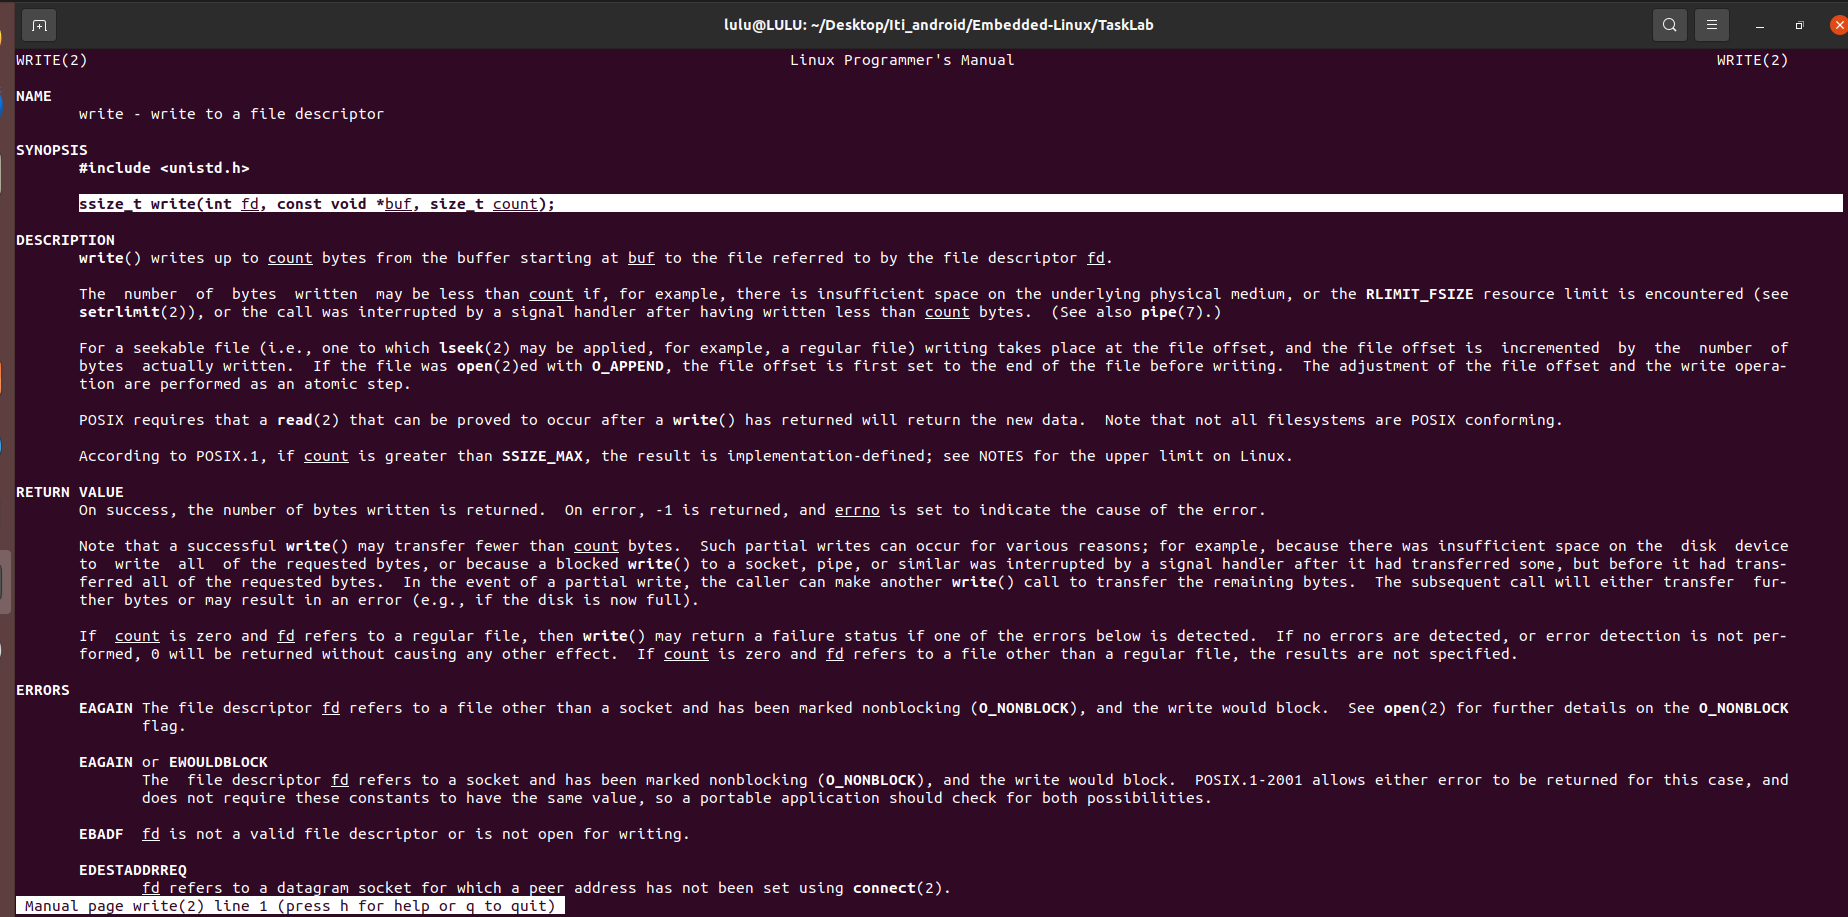 lulu@LULU: ~/Desktop/Iti_android/Embedded-Linux/TaskLab
WRITE(2) Linux Programmer's Manual WRITE(2)
NAME
write - write to a file descriptor
SYNOPSIS
#include <unistd.h>
ssize_t write(int fd, const void *buf, size_t count);
DESCRIPTION
write() writes up to count bytes from the buffer starting at buf to the file referred to by the file descriptor fd.
The number of bytes written may be less than count if, for example, there is insufficient space on the underlying physical medium, or the RLIMIT_FSIZE resource limit is encountered (see
setrlimit(2)), or the call was interrupted by a signal handler after having written less than count bytes. (See also pipe(7).)
For a seekable file (i.e., one to which lseek(2) may be applied, for example, a regular file) writing takes place at the file offset, and the file offset is incremented by the number of
bytes actually written. If the file was open(2)ed with O_APPEND, the file offset is first set to the end of the file before writing. The adjustment of the file offset and the write opera-
tion are performed as an atomic step.
POSIX requires that a read(2) that can be proved to occur after a write() has returned will return the new data. Note that not all filesystems are POSIX conforming.
According to POSIX.1, if count is greater than SSIZE_MAX, the result is implementation-defined; see NOTES for the upper limit on Linux.
RETURN VALUE
On success, the number of bytes written is returned. On error, -1 is returned, and errno is set to indicate the cause of the error.
Note that a successful write() may transfer fewer than count bytes. Such partial writes can occur for various reasons; for example, because there was insufficient space on the disk device
to write all of the requested bytes, or because a blocked write() to a socket, pipe, or similar was interrupted by a signal handler after it had transferred some, but before it had trans-
ferred all of the requested bytes. In the event of a partial write, the caller can make another write() call to transfer the remaining bytes. The subsequent call will either transfer fur-
ther bytes or may result in an error (e.g., if the disk is now full).
If count is zero and fd refers to a regular file, then write() may return a failure status if one of the errors below is detected. If no errors are detected, or error detection is not per-
formed, 0 will be returned without causing any other effect. If count is zero and fd refers to a file other than a regular file, the results are not specified.
ERRORS
EAGAIN The file descriptor fd refers to a file other than a socket and has been marked nonblocking (O_NONBLOCK), and the write would block. See open(2) for further details on the O_NONBLOCK
flag.
EAGAIN or EWOULDBLOCK
The file descriptor fd refers to a socket and has been marked nonblocking (O_NONBLOCK), and the write would block. POSIX.1-2001 allows either error to be returned for this case, and
does not require these constants to have the same value, so a portable application should check for both possibilities.
EBADF fd is not a valid file descriptor or is not open for writing.
EDESTADDRREQ
fd refers to a datagram socket for which a peer address has not been set using connect(2).
Manual page write(2) line 1 (press h for help or q to quit)